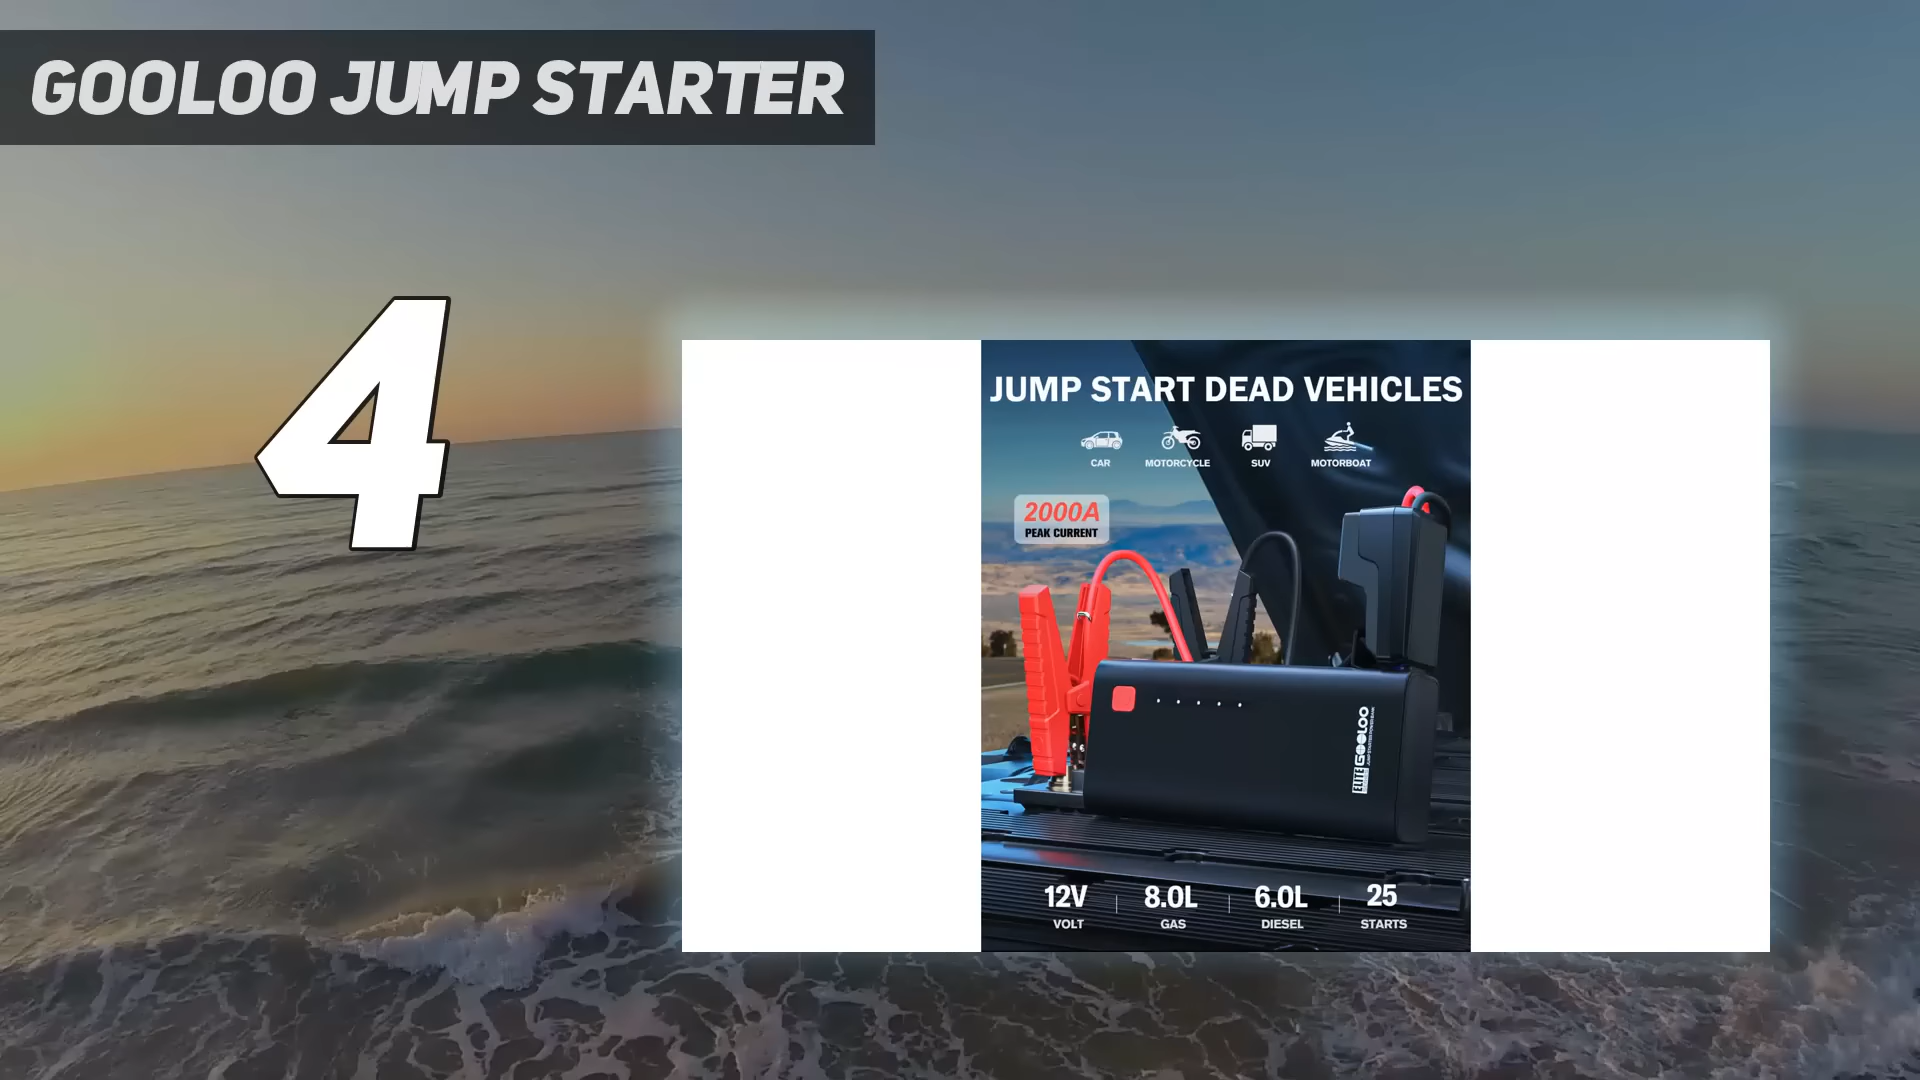 GOOLOO JUMP STARTER
4
JUMP START DEAD VEHICLES
CAR
MOTORCYCLE
SUV
MOTORBOAT
2000A
PEAK CURRENT
ELITE GOOLOO
12V
VOLT
8.0L
GAS
6.0L
DIESEL
25
STARTS